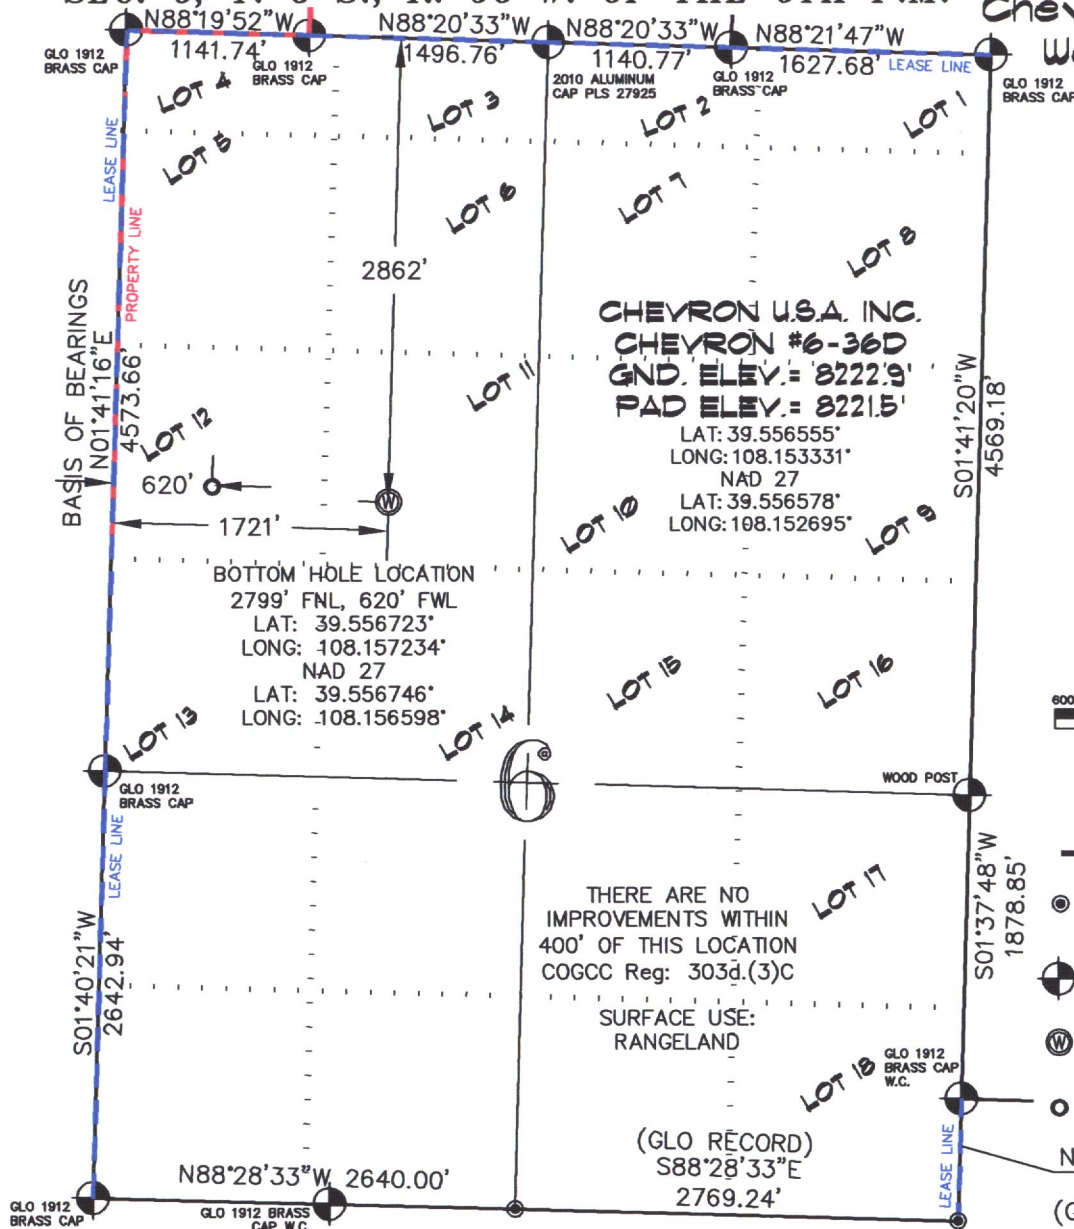 N88°19'52"W
N88°20'33"W
N88°20'33"W
N88°21'47"W
1141.74'
1496.76'
1140.77'
1627.68'
LEASE LINE
GLO 1912
BRASS CAP
GLO 1912
BRASS CAP
2010 ALUMINUM
CAP PLS 27925
GLO 1912
BRASS CAP
GLO 1912
BRASS CAP
LOT 4
LOT 3
LOT 2
LOT 1
LOT 5
LOT 6
LOT 7
LOT 8
LEASE LINE
PROPERTY LINE
BASIS OF BEARINGS
N01°41'16"E
4573.66'
2862'
CHEVRON U.S.A. INC.
CHEVRON #6-36D
GND. ELEV.= 8222.9'
PAD ELEV.= 8221.5'
LAT: 39.556555°
LONG: 108.153331°
NAD 27
LAT: 39.556578°
LONG: 108.152695°
S01°41'20"W
4569.18'
LOT 12
LOT 11
LOT 10
LOT 9
620'
W
1721'
BOTTOM HOLE LOCATION
2799' FNL, 620' FWL
LAT: 39.556723°
LONG: 108.157234°
NAD 27
LAT: 39.556746°
LONG: 108.156598°
LOT 13
LOT 14
LOT 15
LOT 16
600
6
GLO 1912
BRASS CAP
WOOD POST
LEASE LINE
S01°40'21"W
2642.94'
THERE ARE NO
IMPROVEMENTS WITHIN
400' OF THIS LOCATION
COGCC Reg: 303d.(3)C
LOT 17
S01°37'48"W
1878.85'
SURFACE USE:
RANGELAND
W
GLO 1912
BRASS CAP
W.C.
LOT 18
LEASE LINE
(GLO RECORD)
S88°28'33"E
2769.24'
N88°28'33"W 2640.00'
GLO 1912
BRASS CAP
GLO 1912 BRASS
CAP W.C.
N
(G